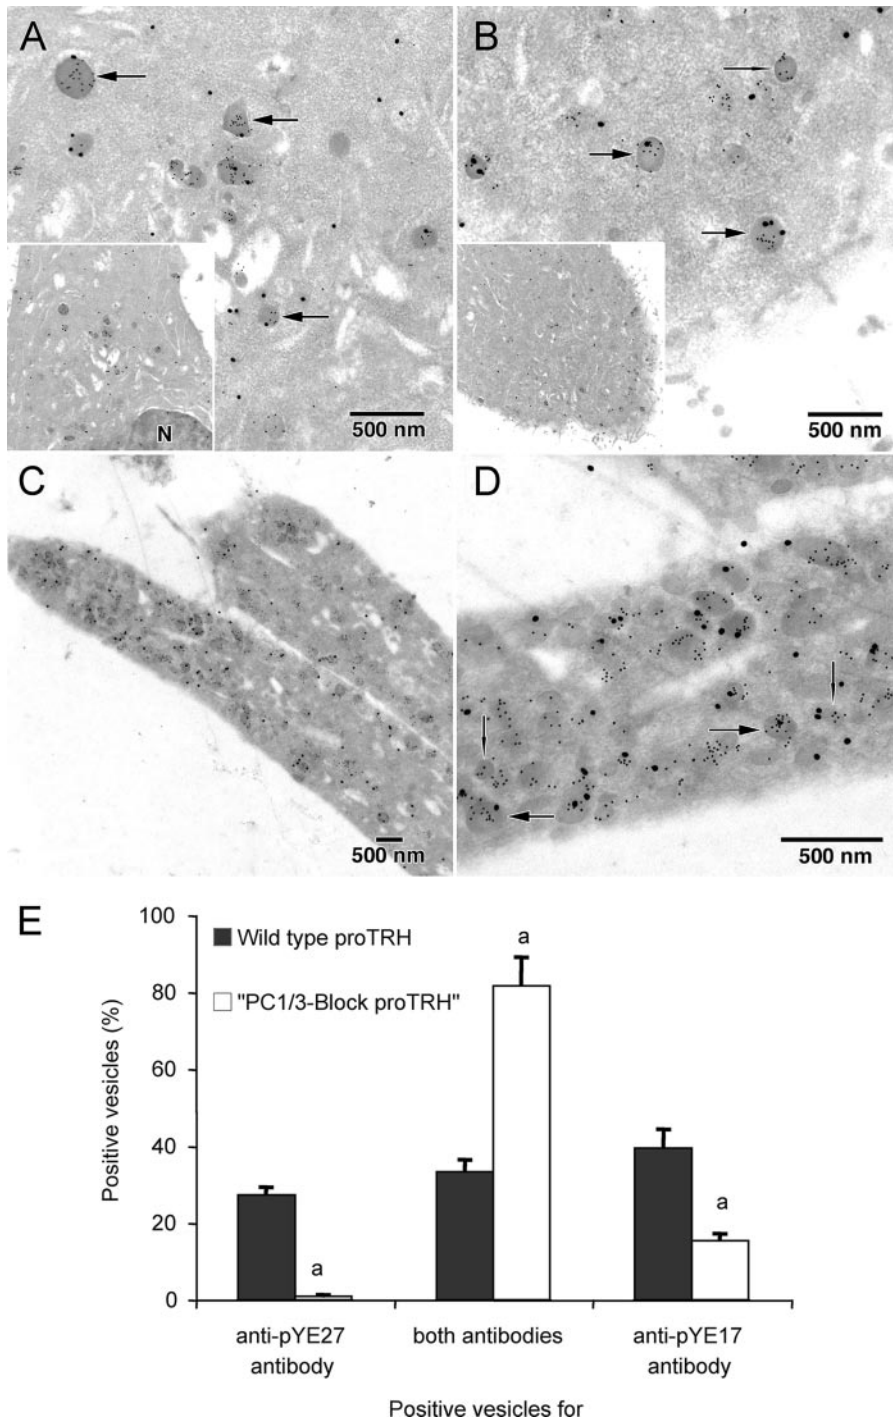 A
B
N
500 nm
500 nm
C
D
500 nm
500 nm
E
Wild type proTRH
"PC1/3-Block proTRH"
Positive vesicles (%)
100
80
60
40
20
0
a
a
a
anti-pYE27
antibody
both antibodies
anti-pYE17
antibody
Positive vesicles for